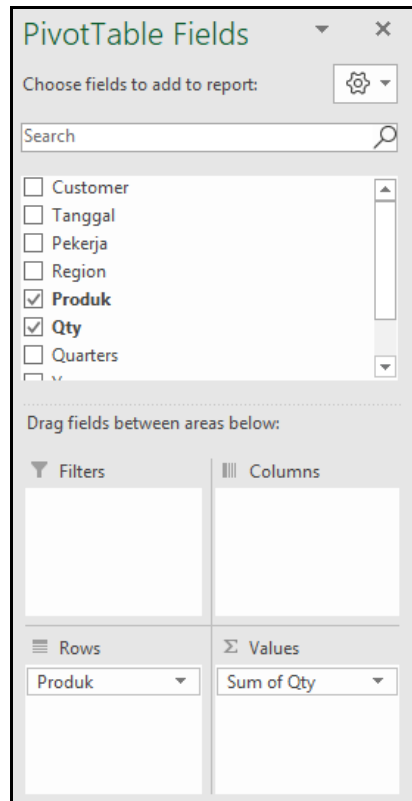 PivotTable Fields
Choose fields to add to report:
Search
Customer
Tanggal
Pekerja
Region
Produk
Qty
Quarters
Drag fields between areas below:
Filters
Columns
Rows
Σ Values
Produk
Sum of Qty